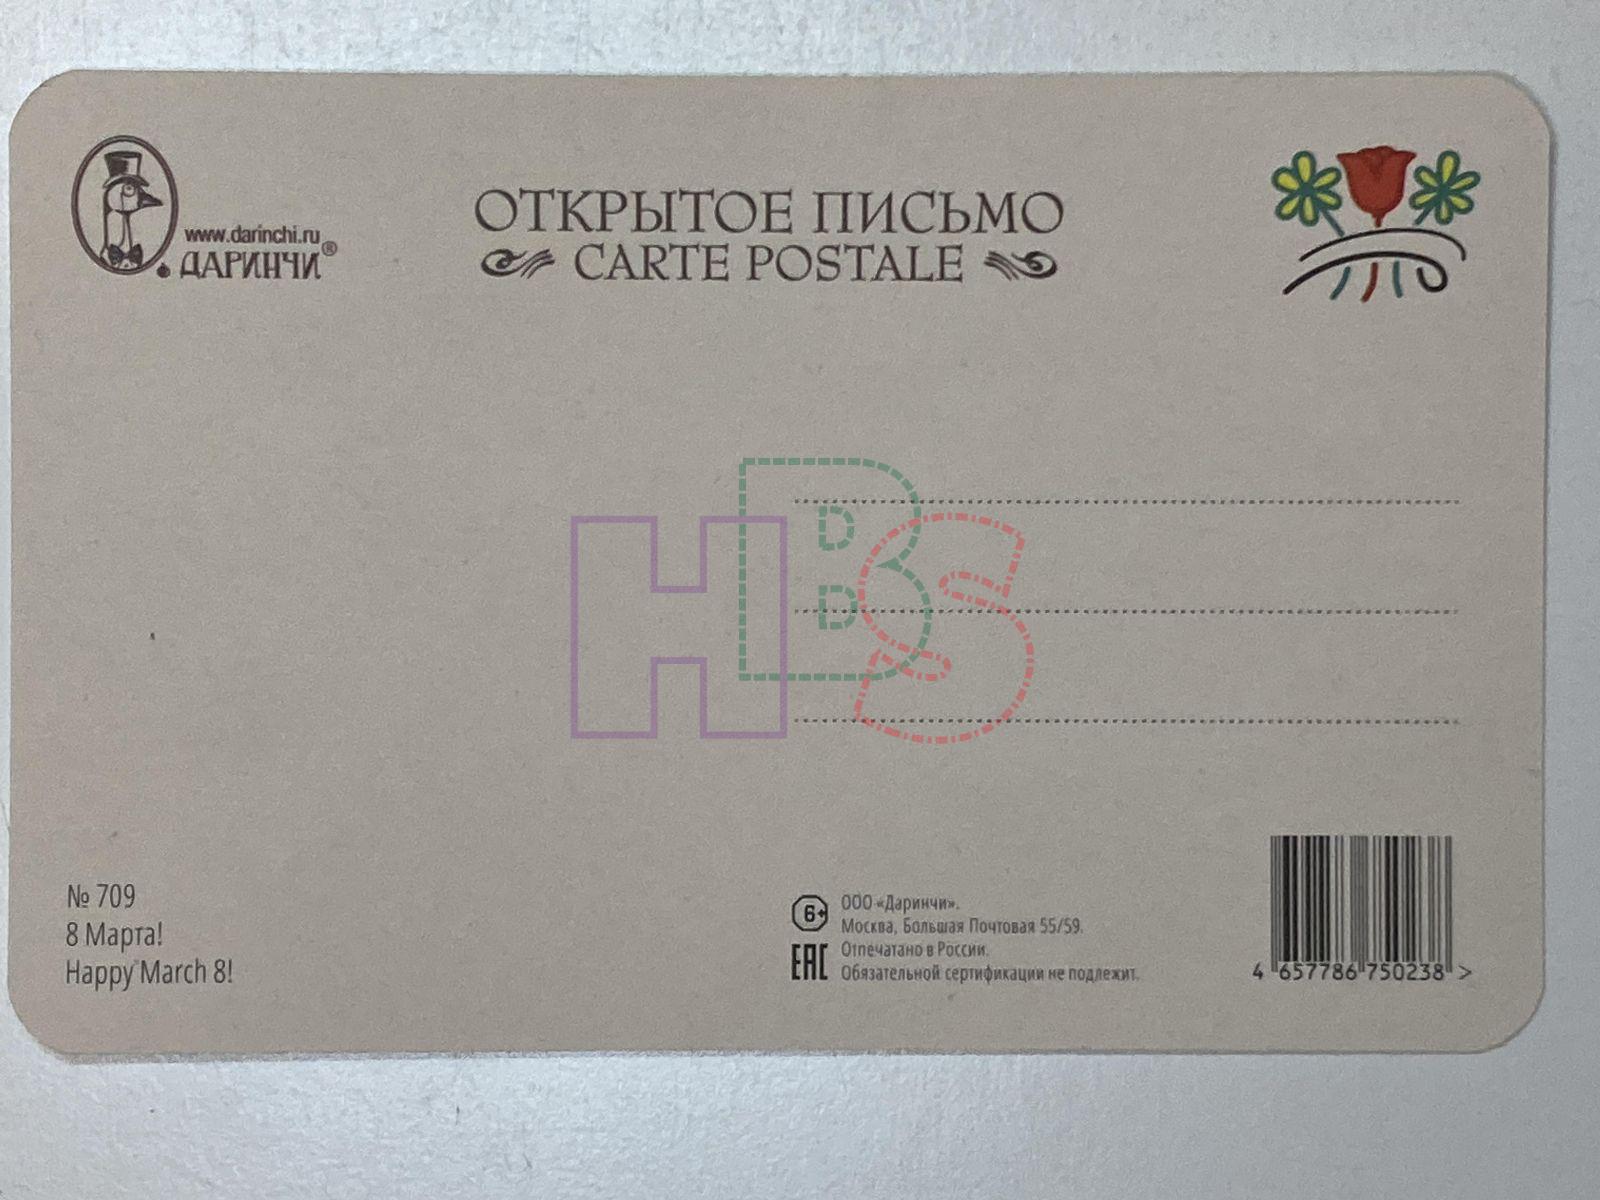 www.darinchi.ru
ДАРИНЧИ®
ОТКРЫТОЕ ПИСЬМО
CARTE POSTALE
HBS
№ 709
8 Марта!
Happy March 8!
6+
ООО «Даринчи».
Москва, Большая Почтовая 55/59.
EAC
Отпечатано в России.
Обязательной сертификации не подлежит.
4 657786 750238 >